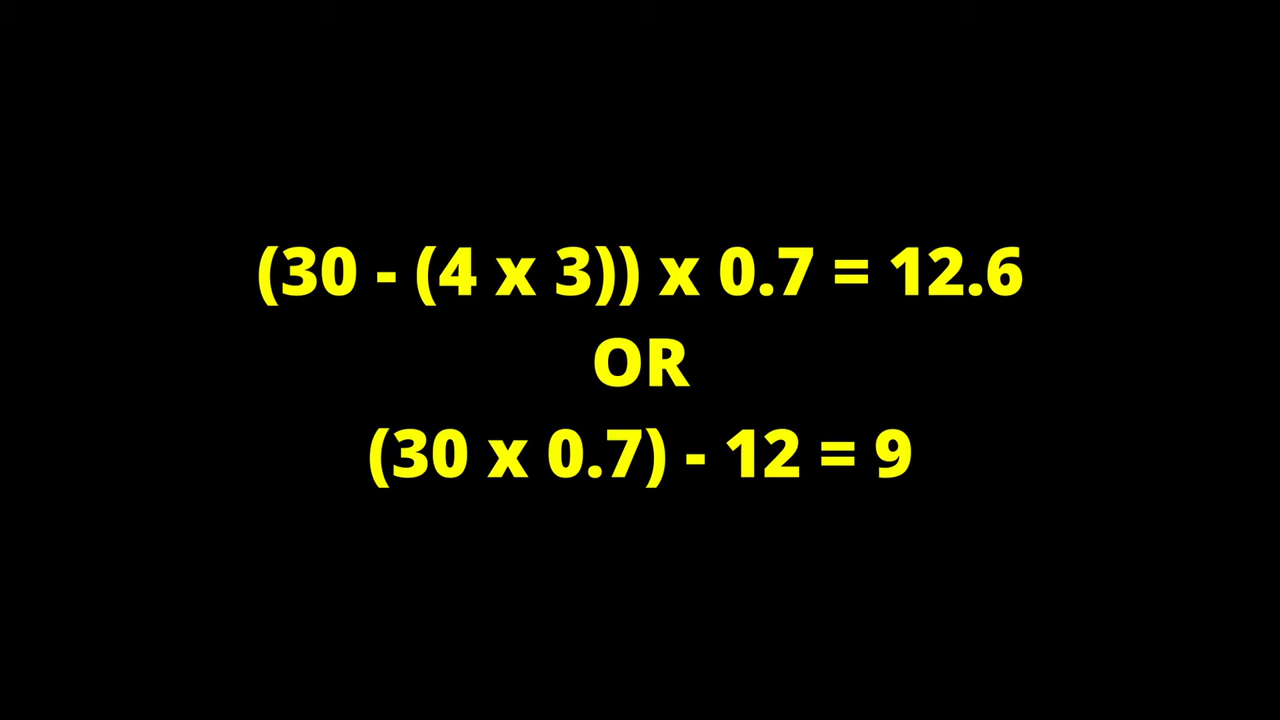 (30 - (4 x 3)) x 0.7 = 12.6
OR
(30 x 0.7) - 12 = 9